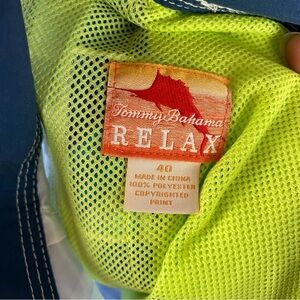 Tommy Bahama
RELAX
40
MADE IN CHINA
100% POLYESTER
COPYRIGHTED
PRINT